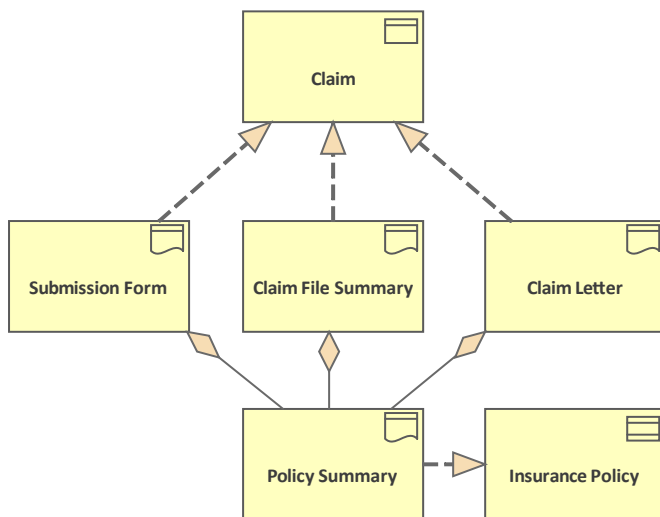 Claim
Submission Form
Claim File Summary
Claim Letter
Policy Summary
Insurance Policy